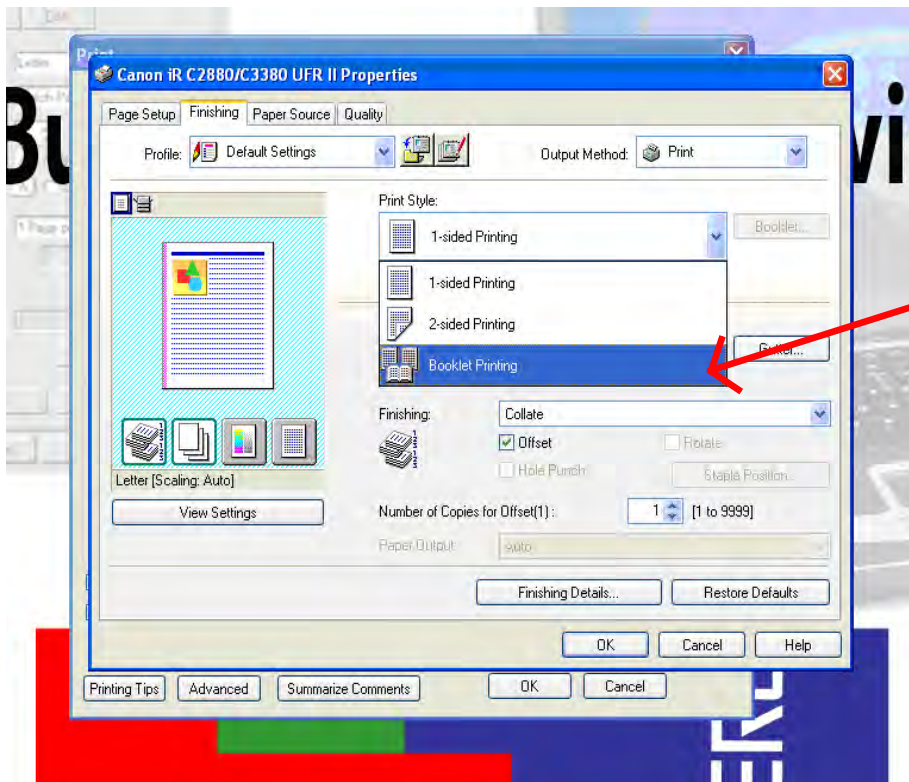 Edit
Print
Canon iR C2880/C3380 UFR II Properties
Page Setup Finishing Paper Source Quality
Profile: Default Settings Output Method: Print
Print Style:
1-sided Printing Booklet...
1-sided Printing
2-sided Printing
Gutter...
Booklet Printing
Finishing: Collate
Offset Rotate
Hole Punch Staple Position...
Letter [Scaling: Auto]
View Settings Number of Copies for Offset(1) : 1 [1 to 9999]
Paper Output: Auto
Finishing Details... Restore Defaults
OK Cancel Help
Printing Tips Advanced Summarize Comments OK Cancel